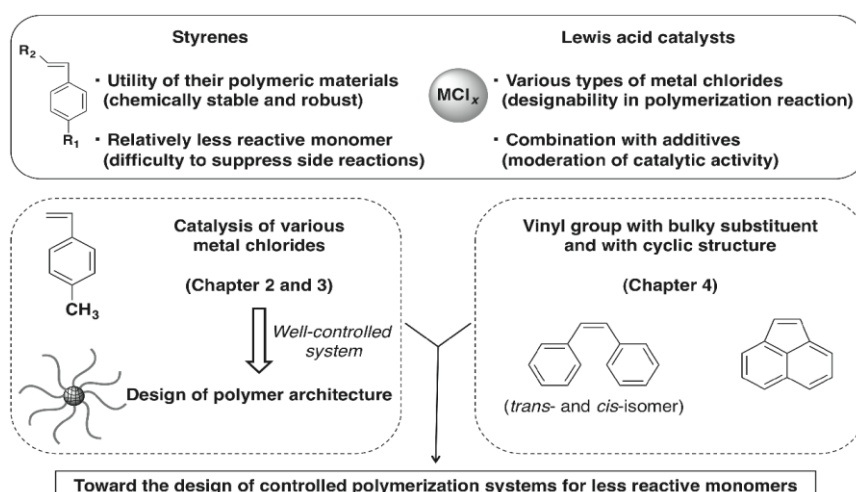 Styrenes
Lewis acid catalysts
R2
R1
· Utility of their polymeric materials
(chemically stable and robust)
· Relatively less reactive monomer
(difficulty to suppress side reactions)
MClx
· Various types of metal chlorides
(designability in polymerization reaction)
· Combination with additives
(moderation of catalytic activity)
Catalysis of various
metal chlorides
(Chapter 2 and 3)
CH3
Well-controlled
system
Design of polymer architecture
Vinyl group with bulky substituent
and with cyclic structure
(Chapter 4)
(trans- and cis-isomer)
Toward the design of controlled polymerization systems for less reactive monomers